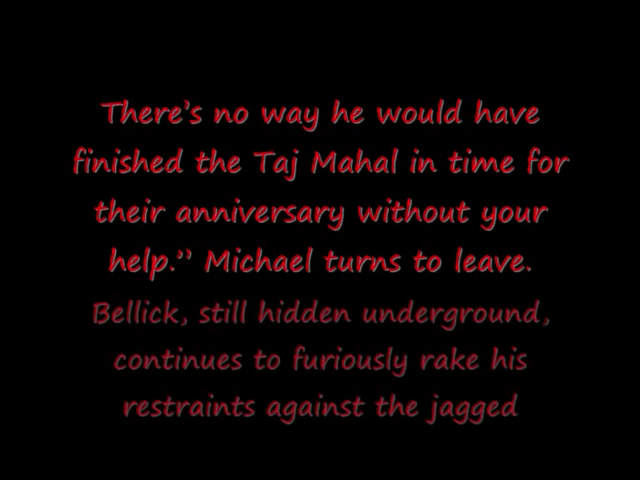 There's no way he would have
finished the Taj Mahal in time for
their anniversary without your
help.” Michael turns to leave.
Bellick, still hidden underground,
continues to furiously rake his
restraints against the jagged